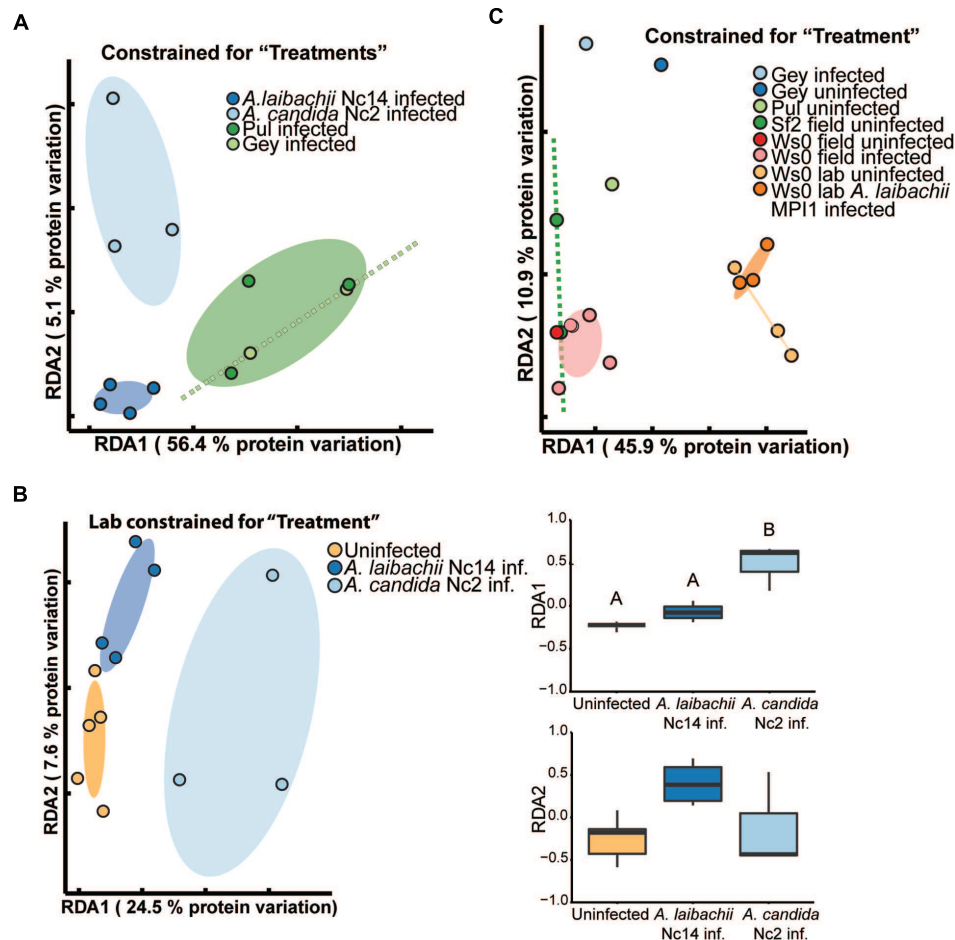 A
Constrained for “Treatments”
A.laibachii Nc14 infected
A. candida Nc2 infected
Pul infected
Gey infected
RDA2 ( 5.1 % protein variation)
RDA1 ( 56.4 % protein variation)
C
Constrained for “Treatment”
Gey infected
Gey uninfected
Pul uninfected
Sf2 field uninfected
Ws0 field uninfected
Ws0 field infected
Ws0 lab uninfected
Ws0 lab A. laibachii
MPI1 infected
RDA2 ( 10.9 % protein variation)
RDA1 ( 45.9 % protein variation)
B
Lab constrained for “Treatment”
Uninfected
A. laibachii Nc14 inf.
A. candida Nc2 inf.
RDA2 ( 7.6 % protein variation)
RDA1 ( 24.5 % protein variation)
1.0
0.5
0.0
−0.5
−1.0
RDA1
A
A
B
Uninfected
A. laibachii
Nc14 inf.
A. candida
Nc2 inf.
1.0
0.5
0.0
−0.5
−1.0
RDA2
Uninfected
A. laibachii
Nc14 inf.
A. candida
Nc2 inf.